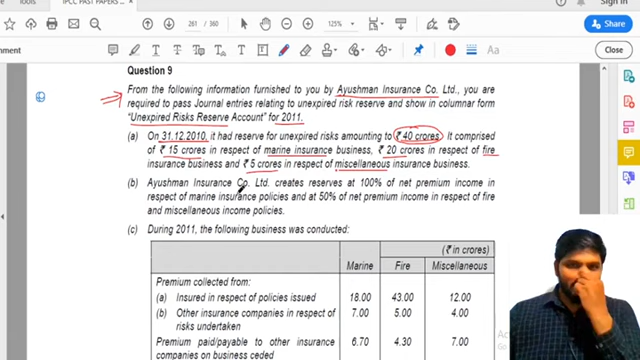 IPCC PAST PAPERS
Sign In
261 / 360
125%
Comment
Close
Question 9
From the following information furnished to you by Ayushman Insurance Co. Ltd., you are
required to pass Journal entries relating to unexpired risk reserve and show in columnar form
"Unexpired Risks Reserve Account" for 2011.
(a) On 31.12.2010, it had reserve for unexpired risks amounting to ₹ 40 crores. It comprised
of ₹ 15 crores in respect of marine insurance business, ₹ 20 crores in respect of fire
insurance business and ₹ 5 crores in respect of miscellaneous insurance business.
(b) Ayushman Insurance Co. Ltd. creates reserves at 100% of net premium income in
respect of marine insurance policies and at 50% of net premium income in respect of fire
and miscellaneous income policies.
(c) During 2011, the following business was conducted:
(₹ in crores)
Marine Fire Miscellaneous
Premium collected from:
(a) Insured in respect of policies issued 18.00 43.00 12.00
(b) Other insurance companies in respect of risks undertaken 7.00 5.00 4.00
Premium paid/payable to other insurance companies on business ceded 6.70 4.30 7.00